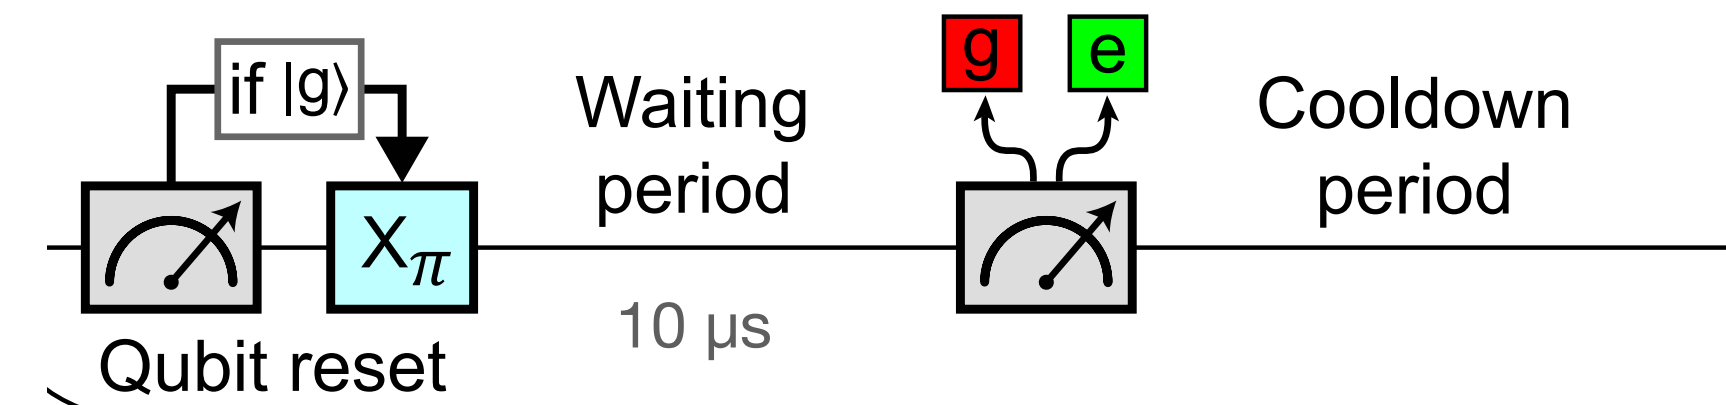 if |g⟩
X𝜋
Qubit reset
Waiting
period
10 µs
g
e
Cooldown
period